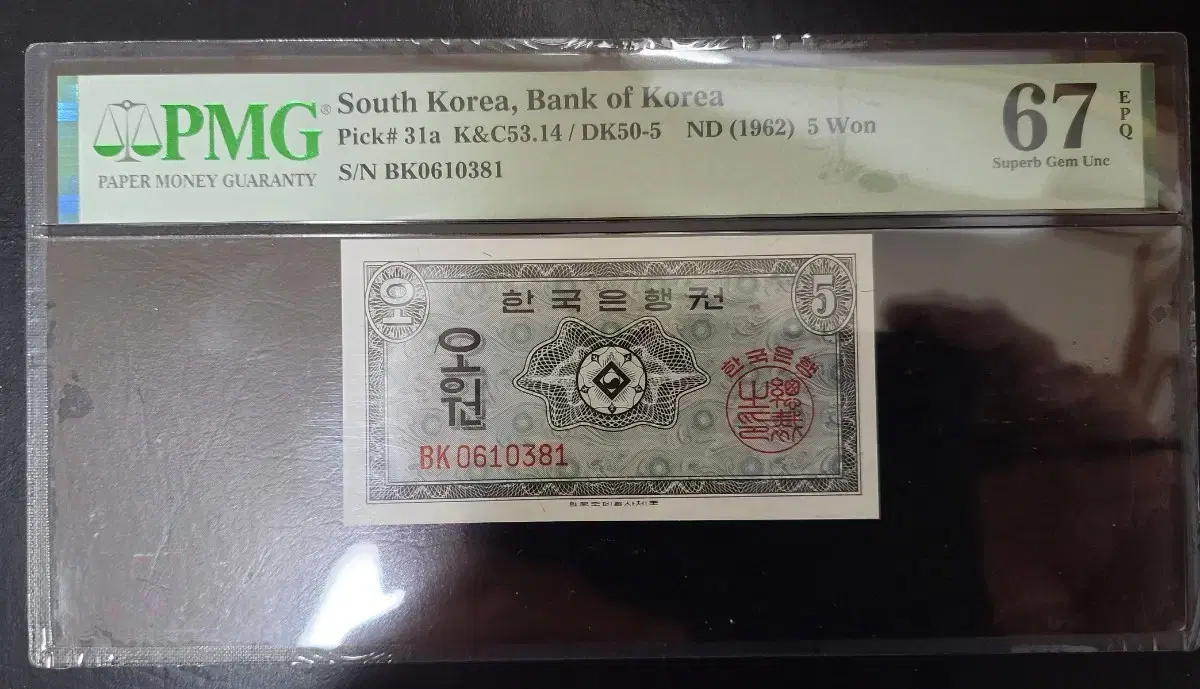 PMG®
PAPER MONEY GUARANTY
South Korea, Bank of Korea
Pick# 31a K&C53.14 / DK50-5 ND (1962) 5 Won
S/N BK0610381
67
EPQ
Superb Gem Unc
오
한국은행권
5
오원
한국은행
BK 0610381